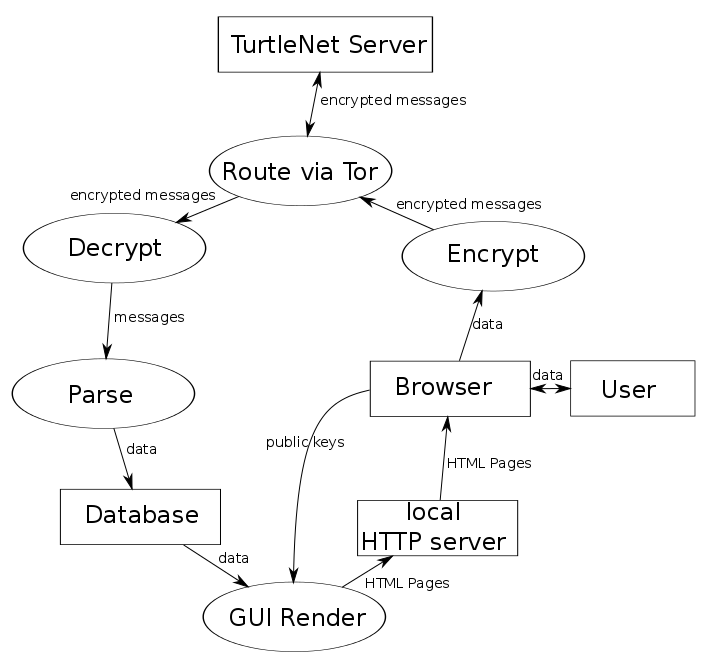 TurtleNet Server
encrypted messages
Route via Tor
encrypted messages
encrypted messages
Decrypt
Encrypt
messages
data
Parse
Browser
data
User
data
public keys
HTML Pages
Database
local
HTTP server
data
HTML Pages
GUI Render